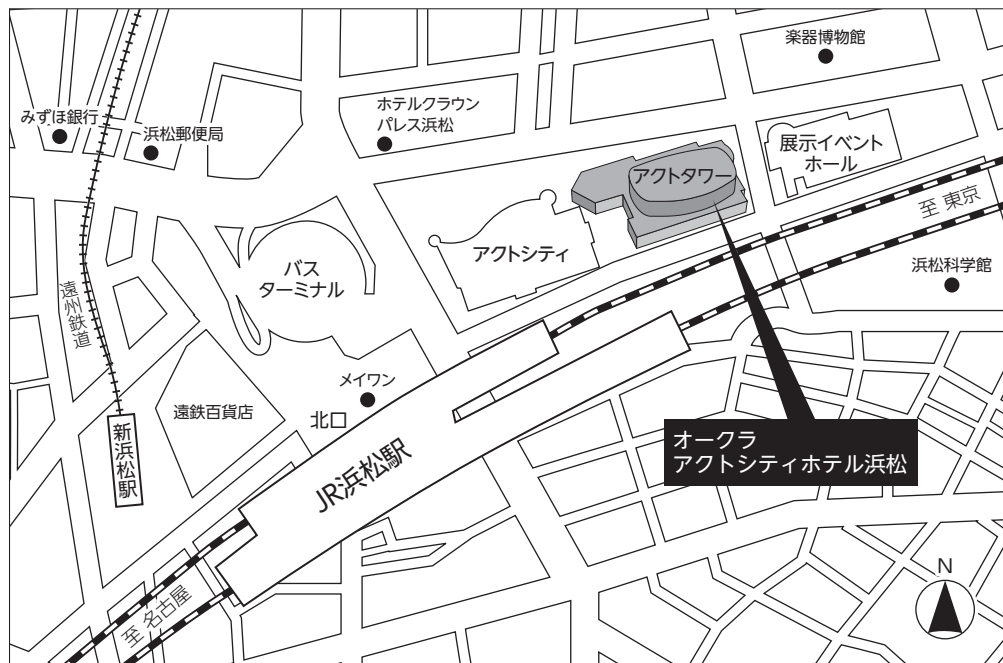 楽器博物館
みずほ銀行
浜松郵便局
ホテルクラウン
パレス浜松
展示イベント
ホール
アクトタワー
至 東京
アクトシティ
バス
ターミナル
浜松科学館
遠州鉄道
メイワン
遠鉄百貨店
北口
新浜松駅
JR浜松駅
オークラ
アクトシティホテル浜松
至 名古屋
N